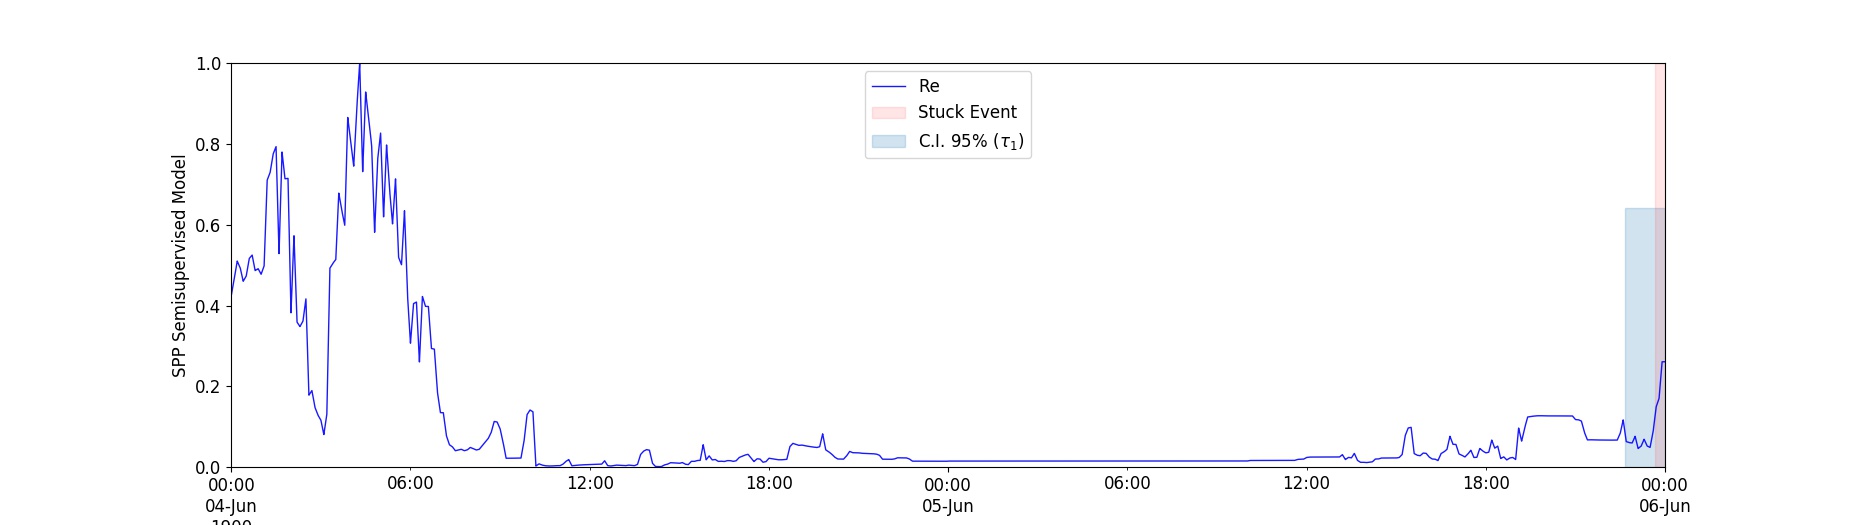 SPP Semisupervised Model
1.0
0.8
0.6
0.4
0.2
0.0
Re
Stuck Event
C.I. 95% (τ₁)
00:00 06:00 12:00 18:00 00:00 06:00 12:00 18:00 00:00
04-Jun 05-Jun 06-Jun
1900